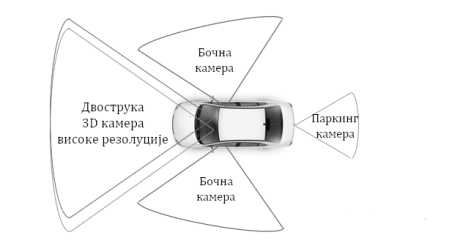 Бочна
камера
Двострука
3D камера
високе резолуције
Паркинг
камера
Бочна
камера